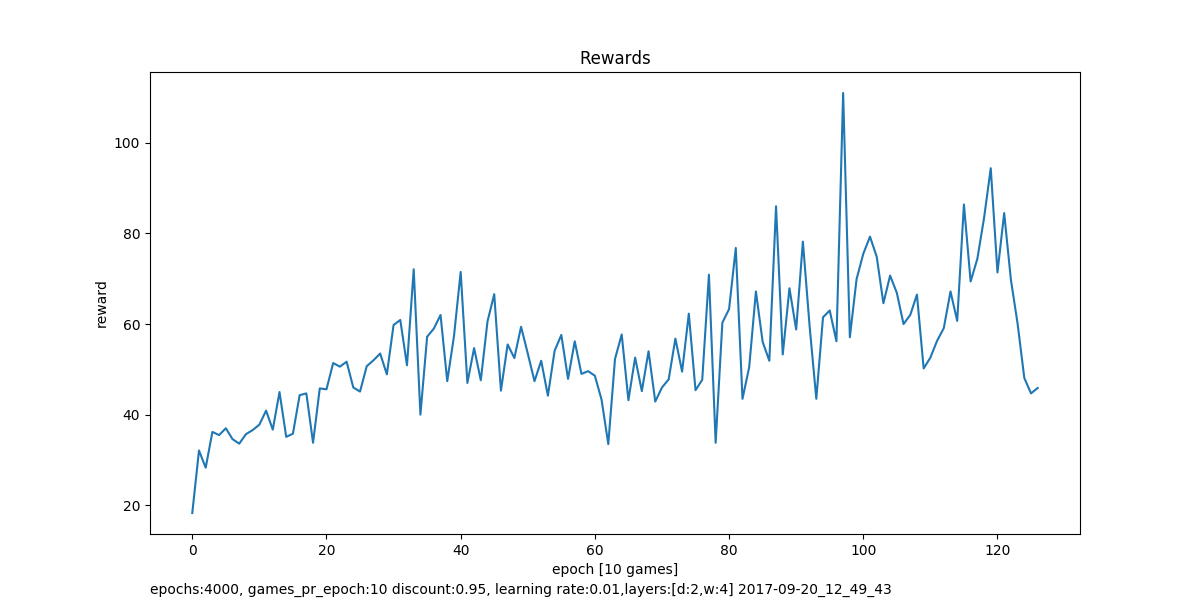 Rewards
100
80
60
40
20
reward
0 20 40 60 80 100 120
epoch [10 games]
epochs:4000, games_pr_epoch:10 discount:0.95, learning rate:0.01,layers:[d:2,w:4] 2017-09-20_12_49_43